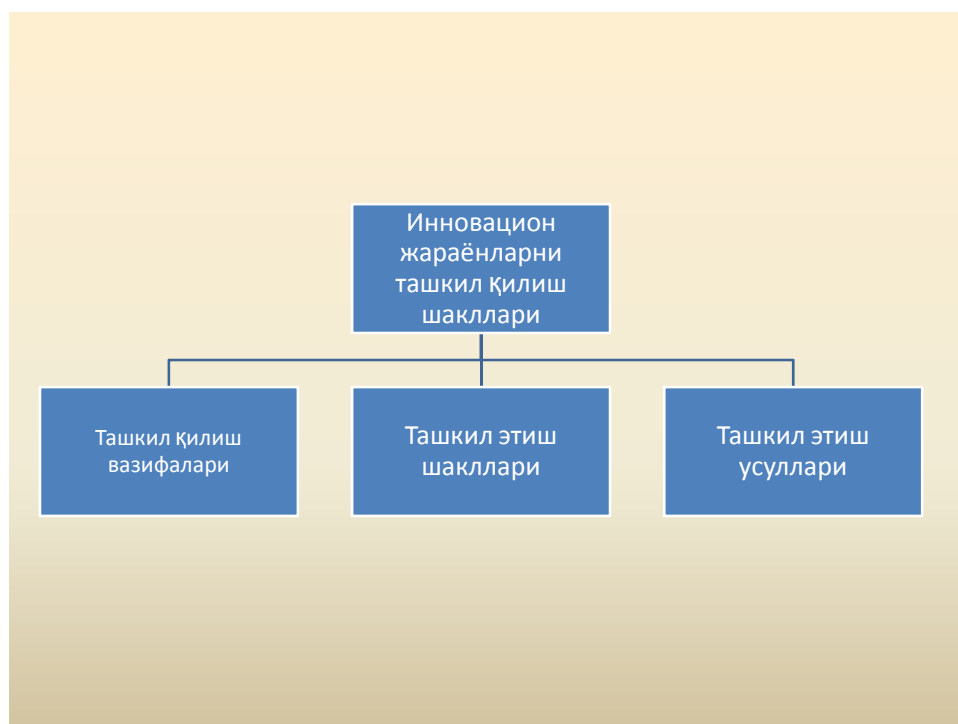 Инновацион
жараёнларни
ташкил қилиш
шакллари
Ташкил қилиш
вазифалари
Ташкил этиш
шакллари
Ташкил этиш
усуллари